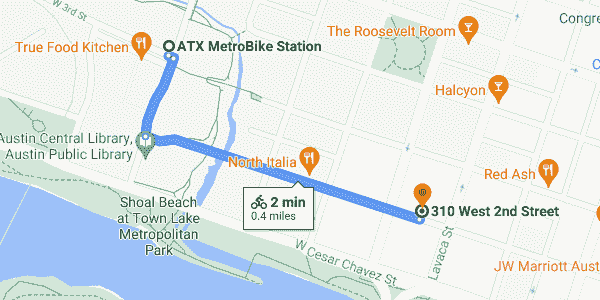 W 3rd St
True Food Kitchen
ATX MetroBike Station
The Roosevelt Room
Congre
Halcyon
Austin Central Library,
Austin Public Library
North Italia
Red Ash
2 min
0.4 miles
Shoal Beach
at Town Lake
Metropolitan
Park
310 West 2nd Street
W Cesar Chavez St
Lavaca St
JW Marriott Aust